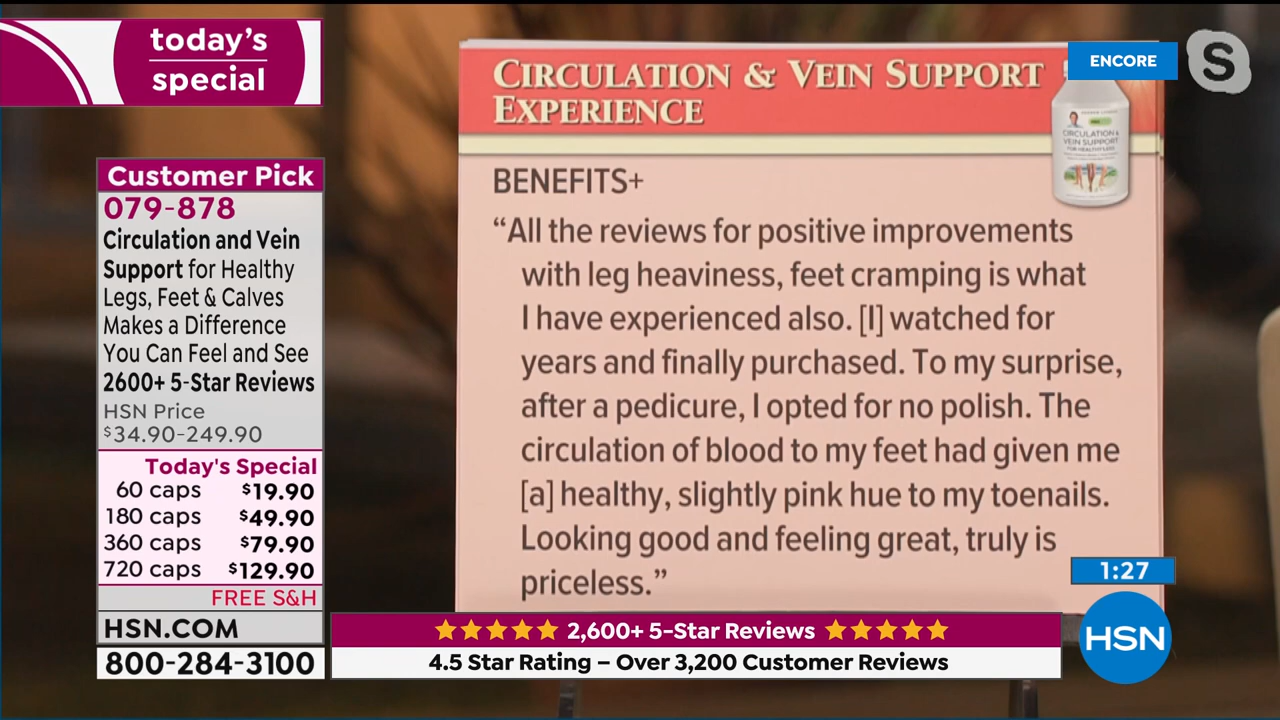 today's
special
Customer Pick
079-878
Circulation and Vein
Support for Healthy
Legs, Feet & Calves
Makes a Difference
You Can Feel and See
2600+ 5-Star Reviews
HSN Price
$34.90-249.90
Today's Special
60 caps $19.90
180 caps $49.90
360 caps $79.90
720 caps $129.90
FREE S&H
HSN.COM
800-284-3100
CIRCULATION & VEIN SUPPORT
EXPERIENCE
BENEFITS+
“All the reviews for positive improvements
with leg heaviness, feet cramping is what
I have experienced also. [I] watched for
years and finally purchased. To my surprise,
after a pedicure, I opted for no polish. The
circulation of blood to my feet had given me
[a] healthy, slightly pink hue to my toenails.
Looking good and feeling great, truly is
priceless.”
CIRCULATION &
VEIN SUPPORT
ENCORE
S
1:27
HSN
2,600+ 5-Star Reviews
4.5 Star Rating – Over 3,200 Customer Reviews